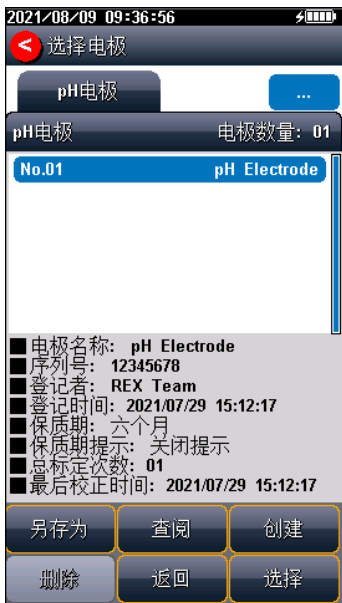 2021/08/09 09:36:56
选择电极
pH电极
...
pH电极 电极数量: 01
No.01 pH Electrode
电极名称: pH Electrode
序列号: 12345678
登记者: REX Team
登记时间: 2021/07/29 15:12:17
保质期: 六个月
保质期提示: 关闭提示
总标定次数: 01
最后校正时间: 2021/07/29 15:12:17
另存为 查阅 创建
删除 返回 选择